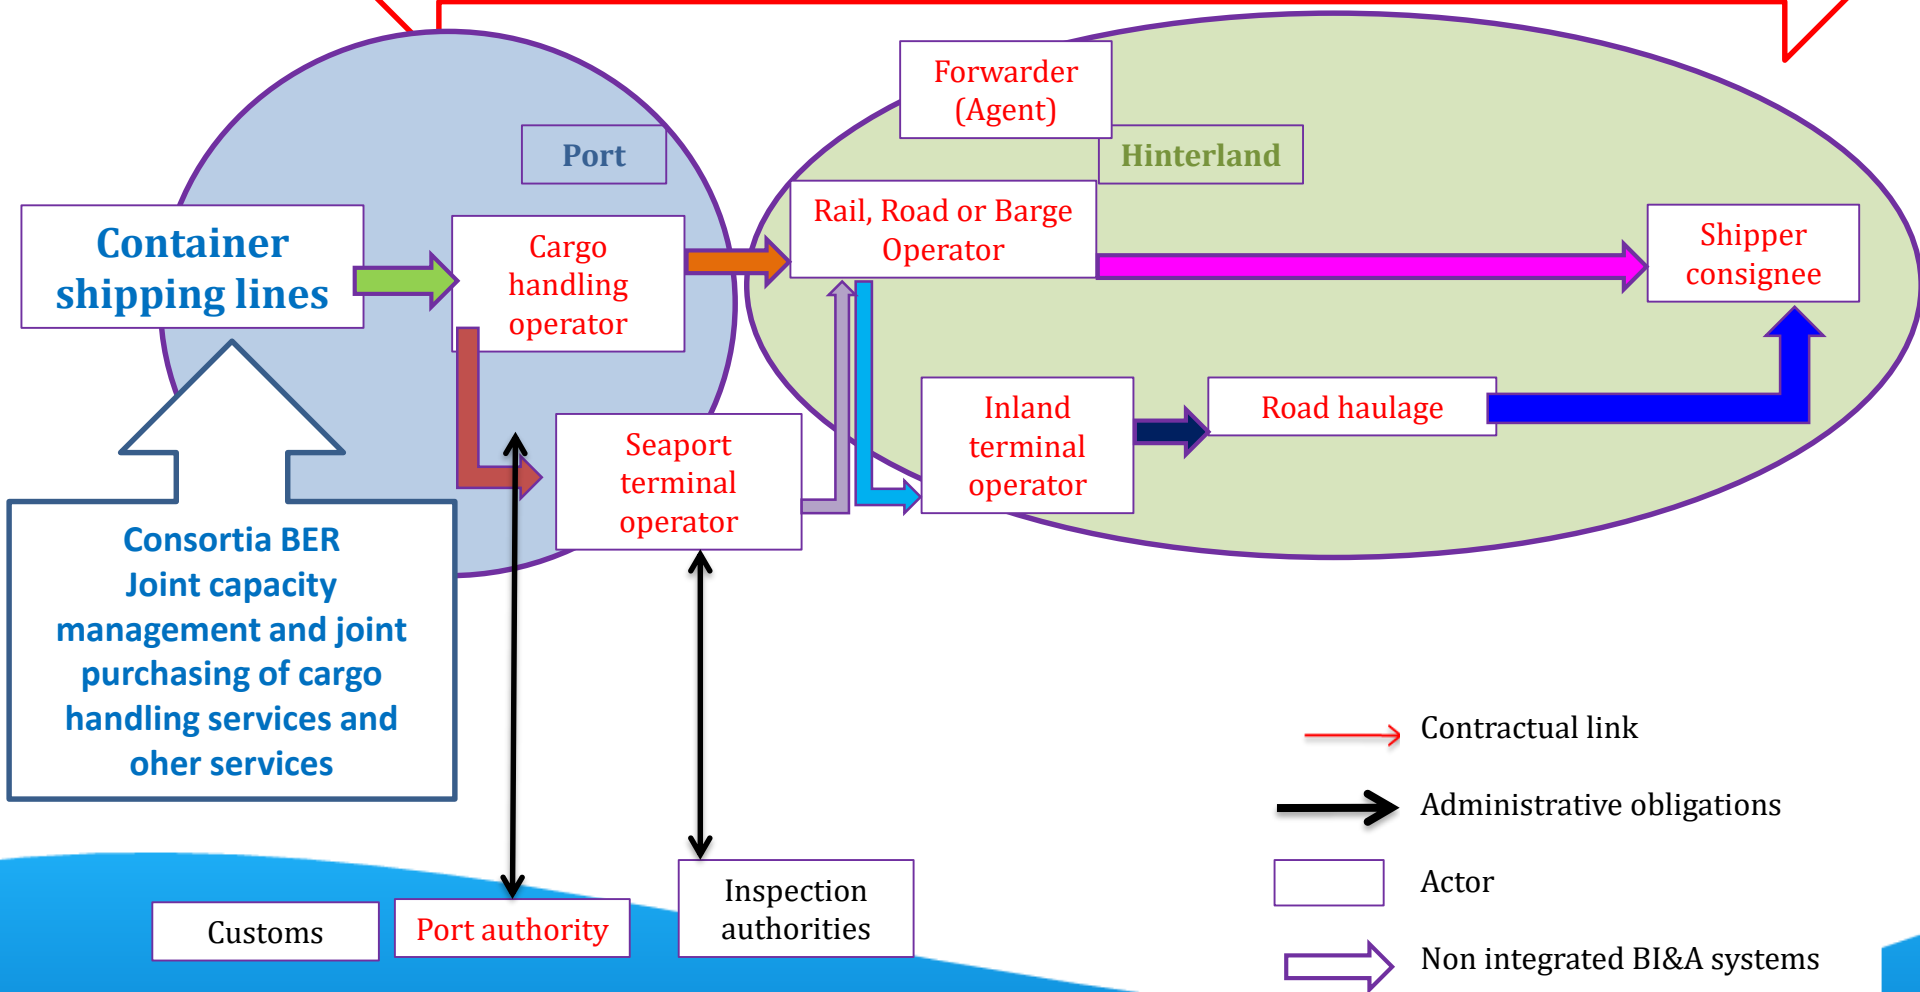 Forwarder
(Agent)
Port
Hinterland
Container
shipping lines
Cargo
handling
operator
Rail, Road or Barge
Operator
Shipper
consignee
Seaport
terminal
operator
Inland
terminal
operator
Road haulage
Consortia BER
Joint capacity
management and joint
purchasing of cargo
handling services and
oher services
Customs
Port authority
Inspection
authorities
Contractual link
Administrative obligations
Actor
Non integrated BI&A systems